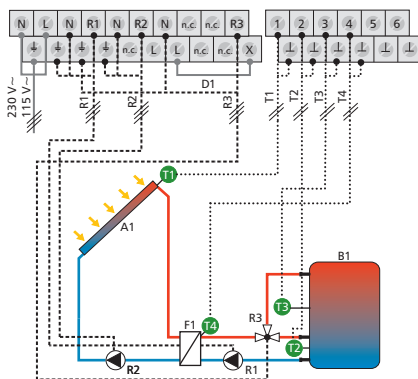 N L N R1 N R2 N n.c. n.c. R3
n.c. L L n.c. n.c. X
1 2 3 4 5 6
D1
230 V~
115 V~
R1 R2 R3 T1 T2 T3 T4
T1
A1
B1
F1 T4 R3 T3
T2
R2 R1